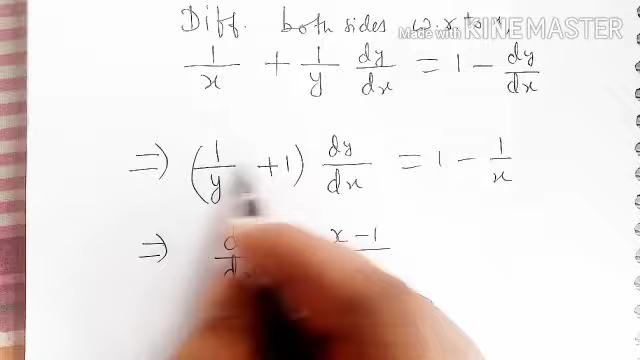 Diff. both sides w.r.to x,
Made with KINEMASTER
1/x + 1/y dy/dx = 1 - dy/dx
=> (1/y + 1) dy/dx = 1 - 1/x
=> x-1